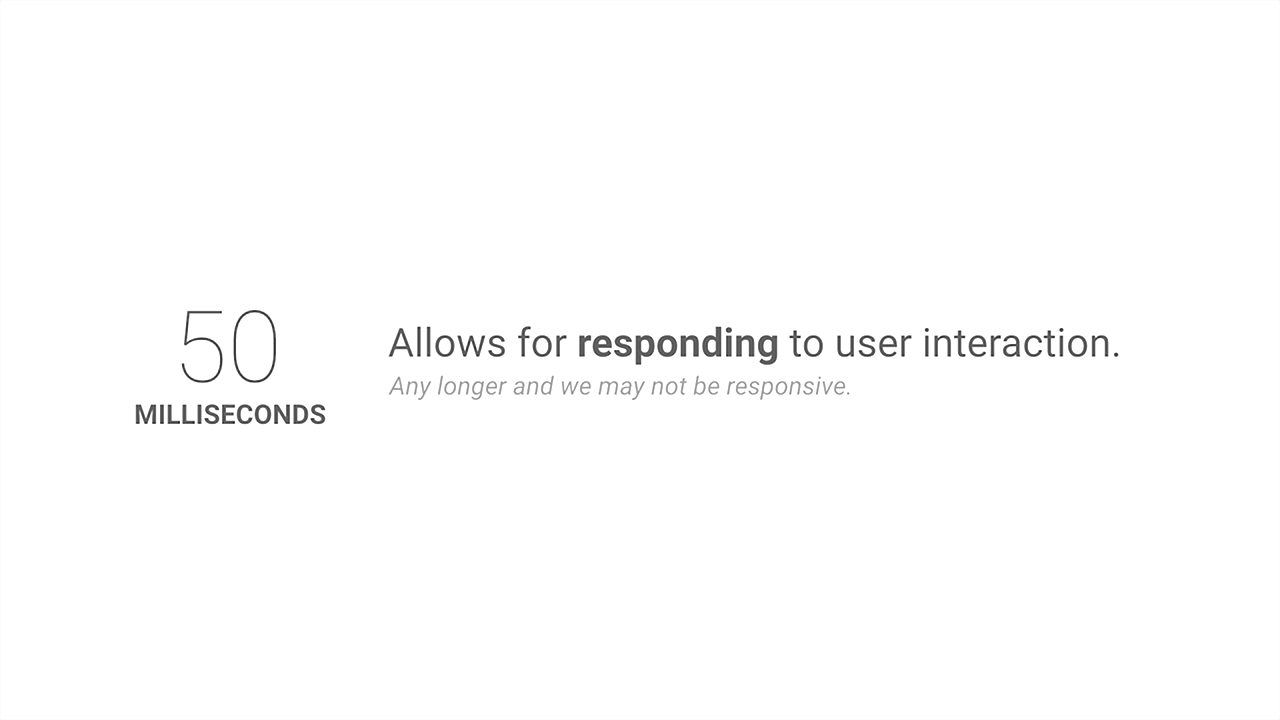 50
MILLISECONDS
Allows for responding to user interaction.
Any longer and we may not be responsive.